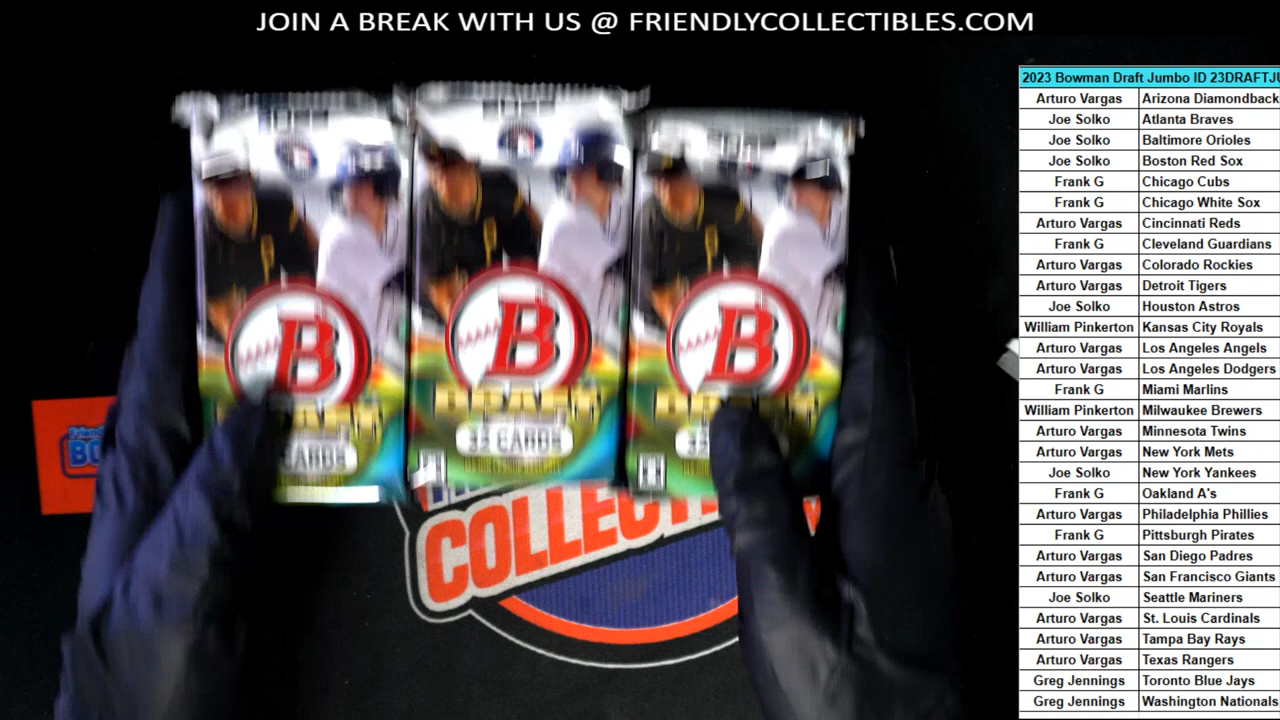 JOIN A BREAK WITH US @ FRIENDLYCOLLECTIBLES.COM
2023 Bowman Draft Jumbo ID 23DRAFTJU
Arturo Vargas Arizona Diamondback
Joe Solko Atlanta Braves
Joe Solko Baltimore Orioles
Joe Solko Boston Red Sox
Frank G Chicago Cubs
Frank G Chicago White Sox
Arturo Vargas Cincinnati Reds
Frank G Cleveland Guardians
Arturo Vargas Colorado Rockies
Arturo Vargas Detroit Tigers
Joe Solko Houston Astros
William Pinkerton Kansas City Royals
Arturo Vargas Los Angeles Angels
Arturo Vargas Los Angeles Dodgers
Frank G Miami Marlins
William Pinkerton Milwaukee Brewers
Arturo Vargas Minnesota Twins
Arturo Vargas New York Mets
Joe Solko New York Yankees
Frank G Oakland A's
Arturo Vargas Philadelphia Phillies
Frank G Pittsburgh Pirates
Arturo Vargas San Diego Padres
Arturo Vargas San Francisco Giants
Joe Solko Seattle Mariners
Arturo Vargas St. Louis Cardinals
Arturo Vargas Tampa Bay Rays
Arturo Vargas Texas Rangers
Greg Jennings Toronto Blue Jays
Greg Jennings Washington Nationals
B
B
B
DRAFT
CARDS
DRAFT
32 CARDS
H
H
COLLECT
BO